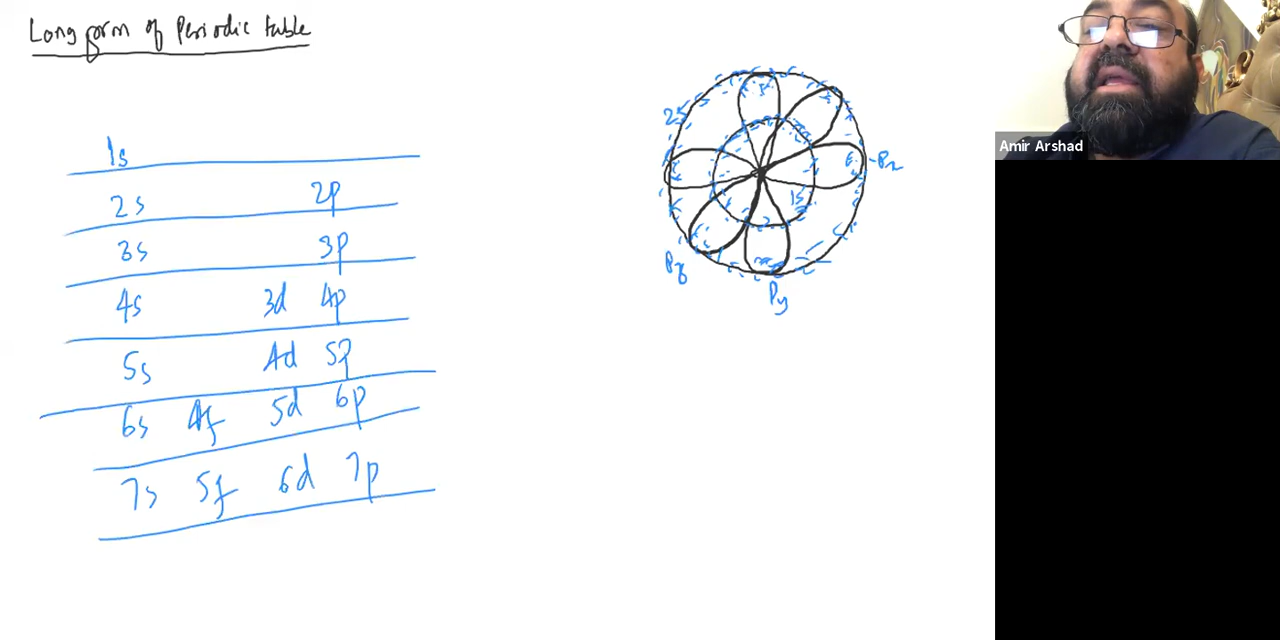 Long form of Periodic table
1s
2s 2p
3s 3p
4s 3d 4p
5s 4d 5p
6s 4f 5d 6p
7s 5f 6d 7p
2s
1s
Px
Pz
Py
Amir Arshad